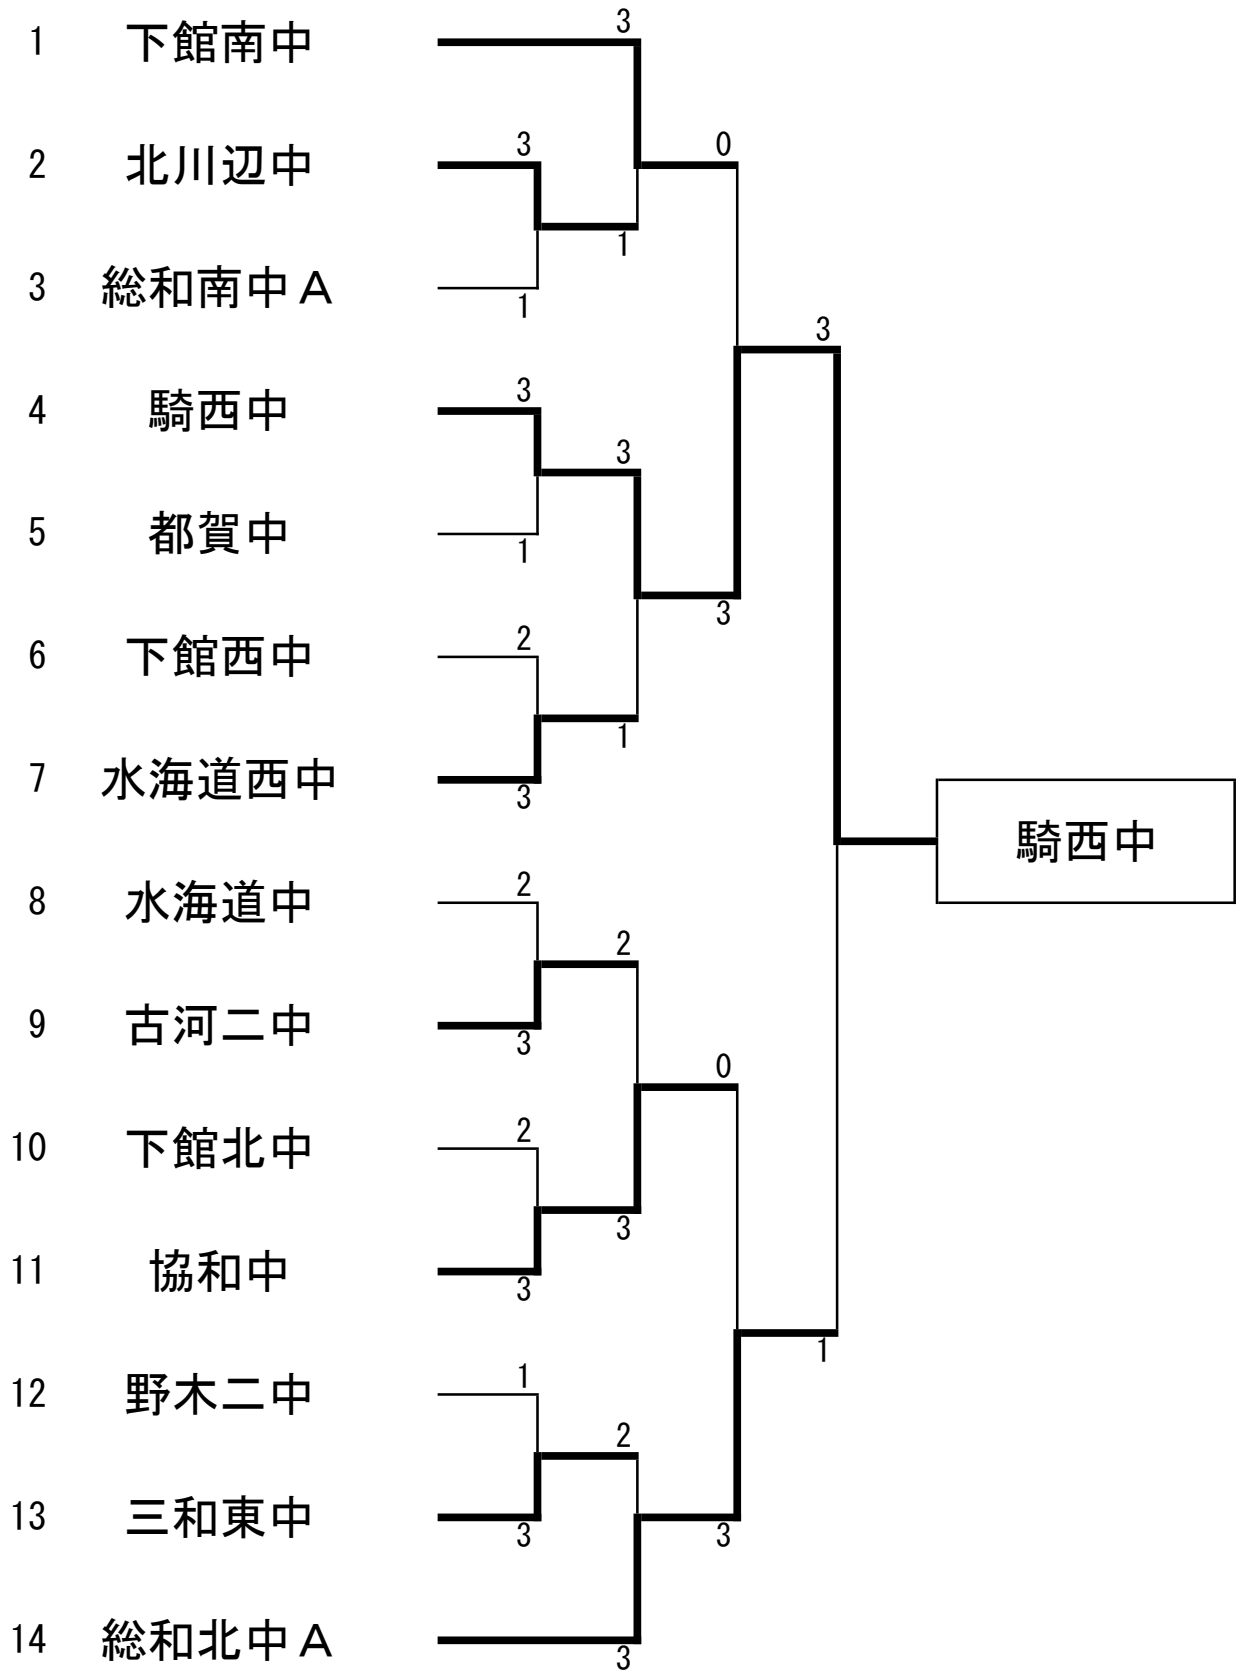 3
1 下館南中
3 0
2 北川辺中
1
3 総和南中A
1
3
3
4 騎西中
3
5 都賀中
1
3
2
6 下館西中
1
7 水海道西中
3
騎西中
2
8 水海道中
2
9 古河二中
3
0
2
10 下館北中
3
11 協和中
3
1
1
12 野木二中
2
13 三和東中
3 3
14 総和北中A
3